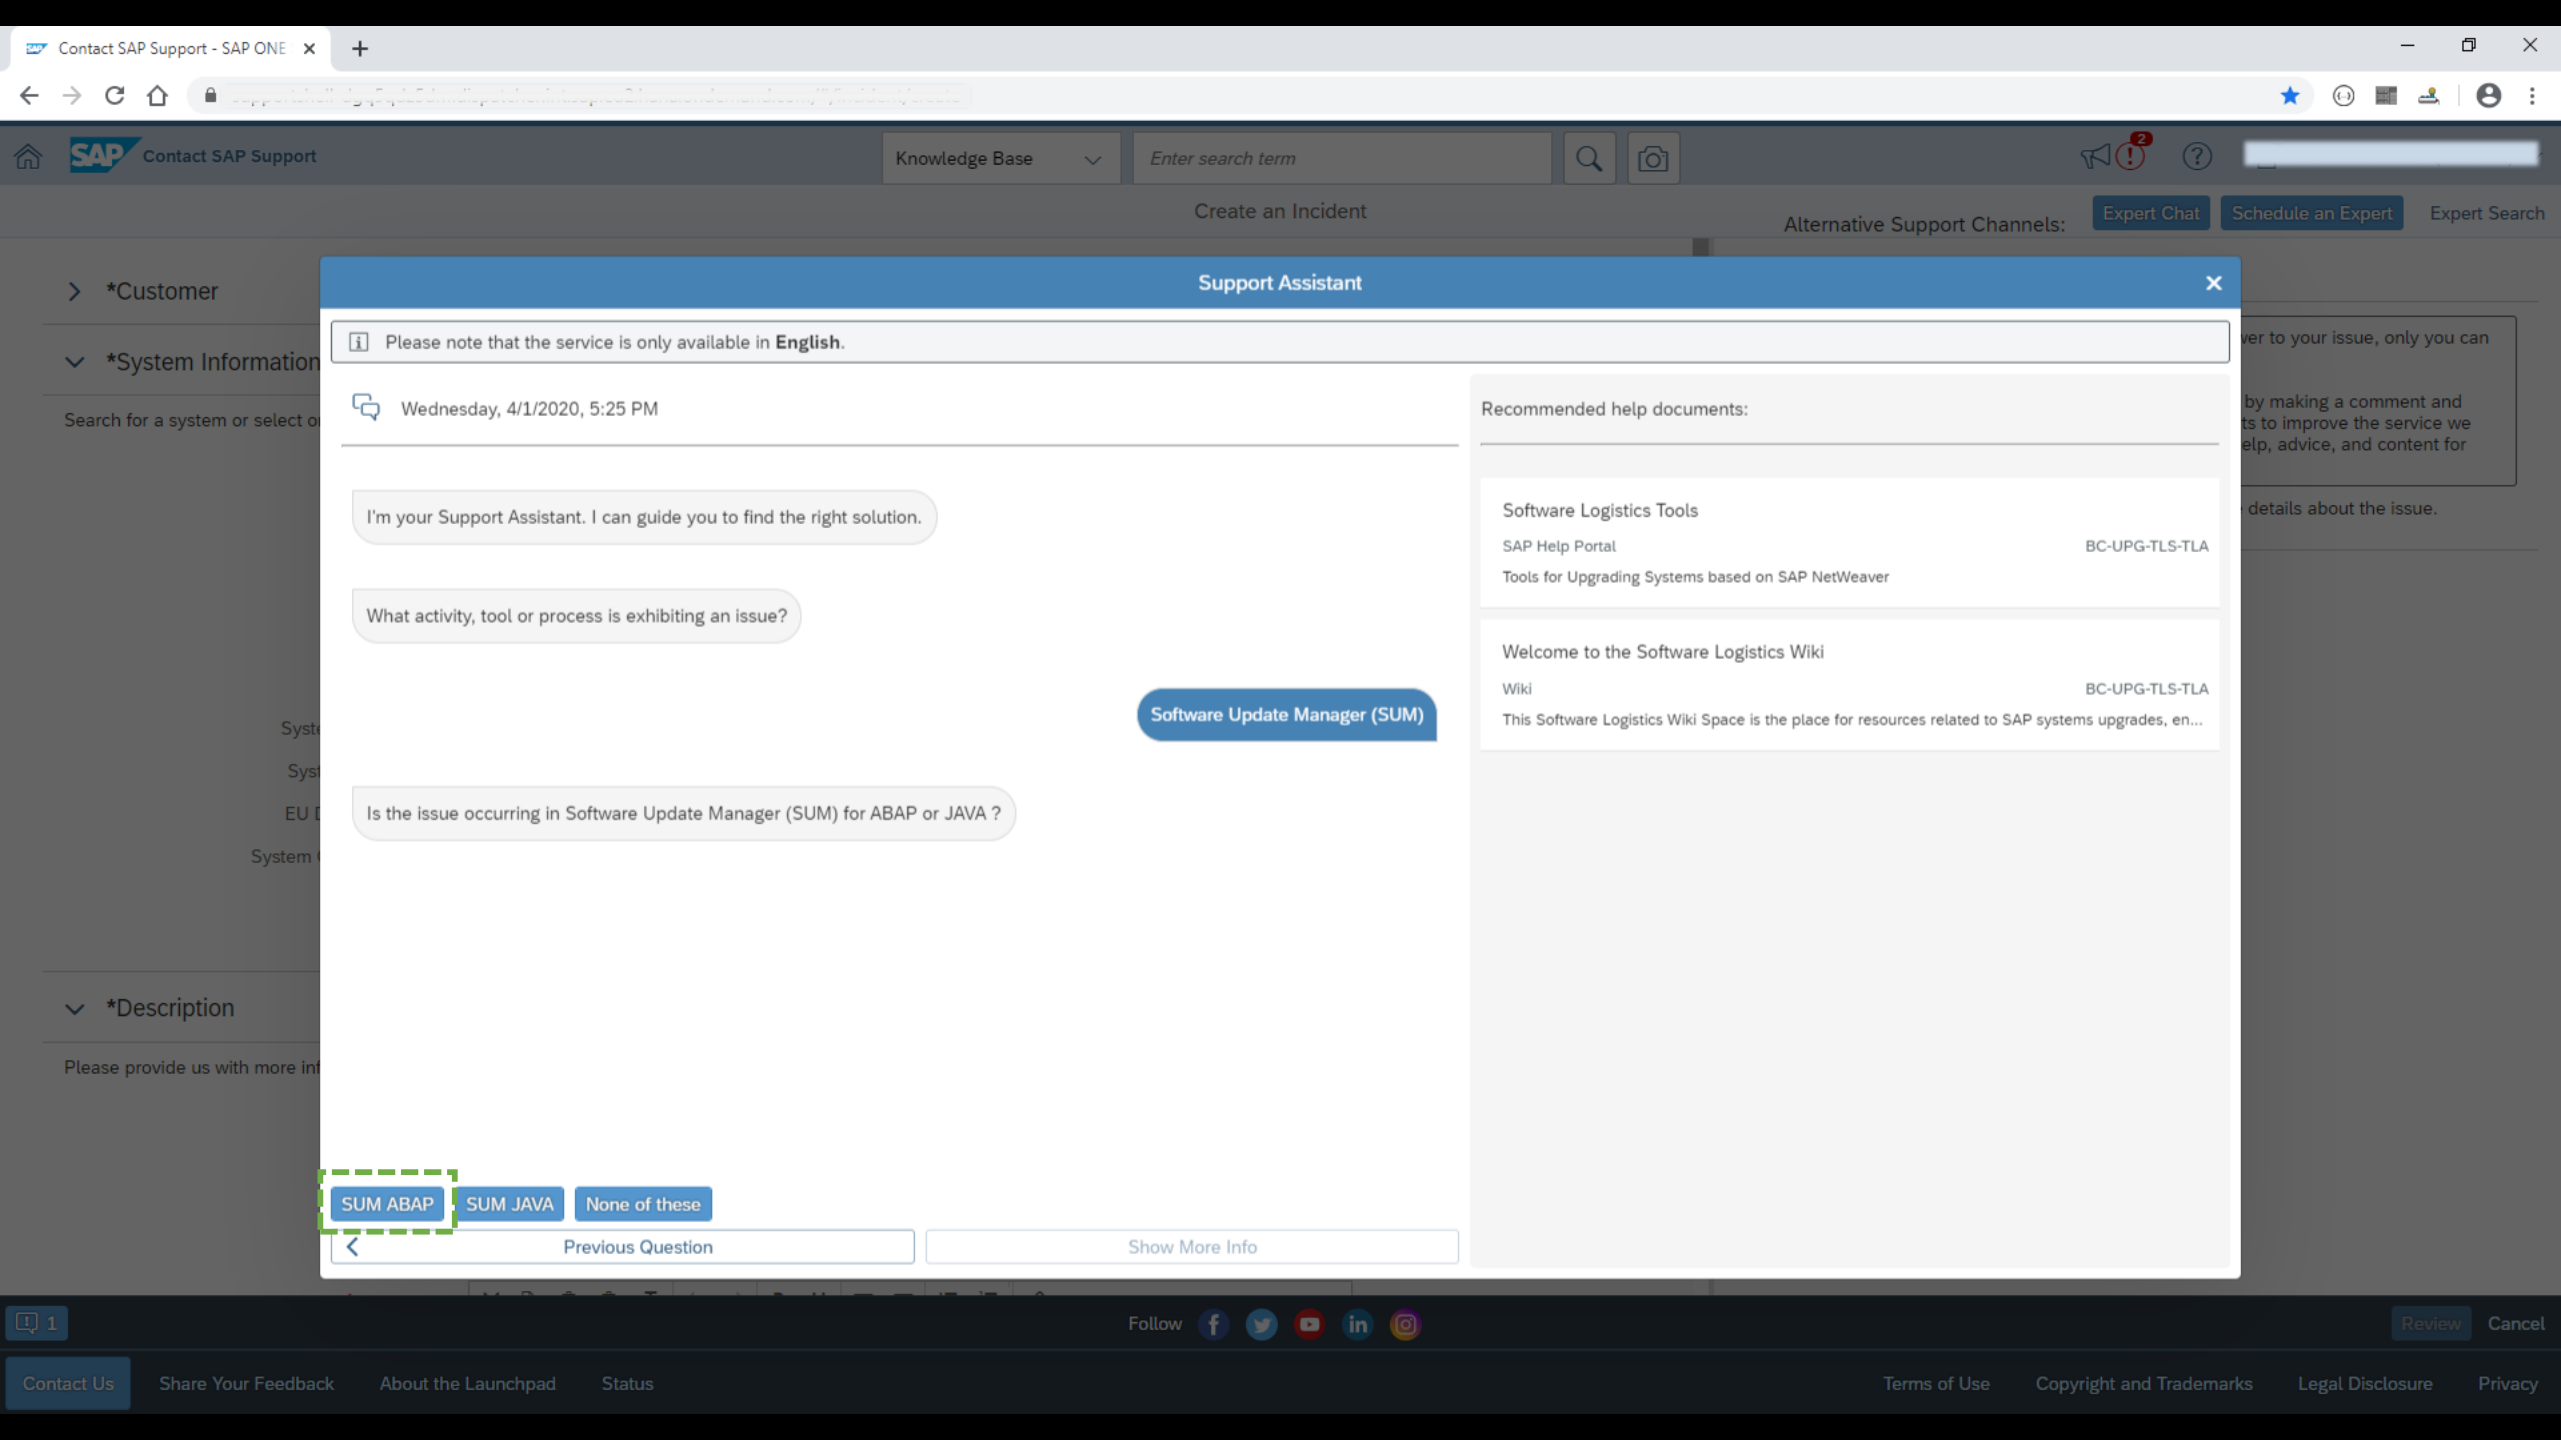 Contact SAP Support - SAP ONE
SAP Contact SAP Support
Knowledge Base
Enter search term
2
Create an Incident
Alternative Support Channels:
Expert Chat
Schedule an Expert
Expert Search
*Customer
*System Information
Search for a system or select
Syst
EU
System
*Description
Please provide us with more
Support Assistant
Please note that the service is only available in English.
Wednesday, 4/1/2020, 5:25 PM
I'm your Support Assistant. I can guide you to find the right solution.
What activity, tool or process is exhibiting an issue?
Software Update Manager (SUM)
Is the issue occurring in Software Update Manager (SUM) for ABAP or JAVA ?
SUM ABAP
SUM JAVA
None of these
Previous Question
Show More Info
Recommended help documents:
Software Logistics Tools
SAP Help Portal
BC-UPG-TLS-TLA
Tools for Upgrading Systems based on SAP NetWeaver
Welcome to the Software Logistics Wiki
Wiki
BC-UPG-TLS-TLA
This Software Logistics Wiki Space is the place for resources related to SAP systems upgrades, en...
to your issue, only you can
by making a comment and
to improve the service we
advice, and content for
details about the issue.
1
Follow
Review
Cancel
Contact Us
Share Your Feedback
About the Launchpad
Status
Terms of Use
Copyright and Trademarks
Legal Disclosure
Privacy